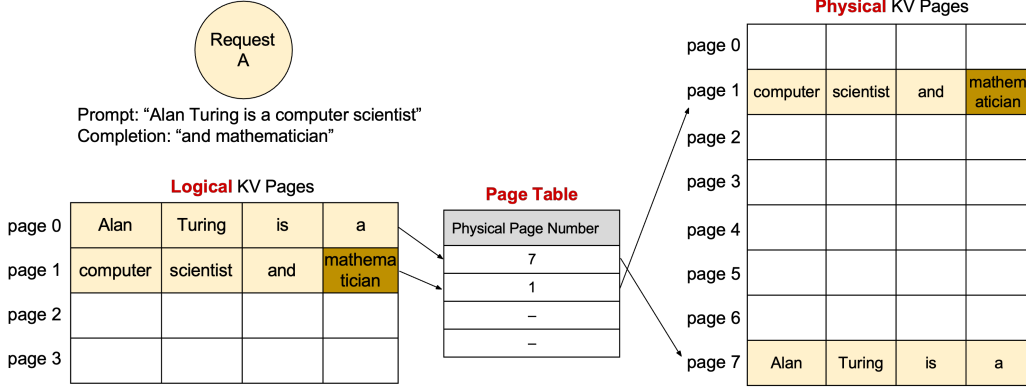 Physical KV Pages
Request
A
Prompt: “Alan Turing is a computer scientist”
Completion: “and mathematician”
Logical KV Pages
page 0 Alan Turing is a
page 1 computer scientist and mathema
tician
page 2
page 3
Page Table
Physical Page Number
7
1
–
–
page 0
page 1 computer scientist and mathem
atician
page 2
page 3
page 4
page 5
page 6
page 7 Alan Turing is a